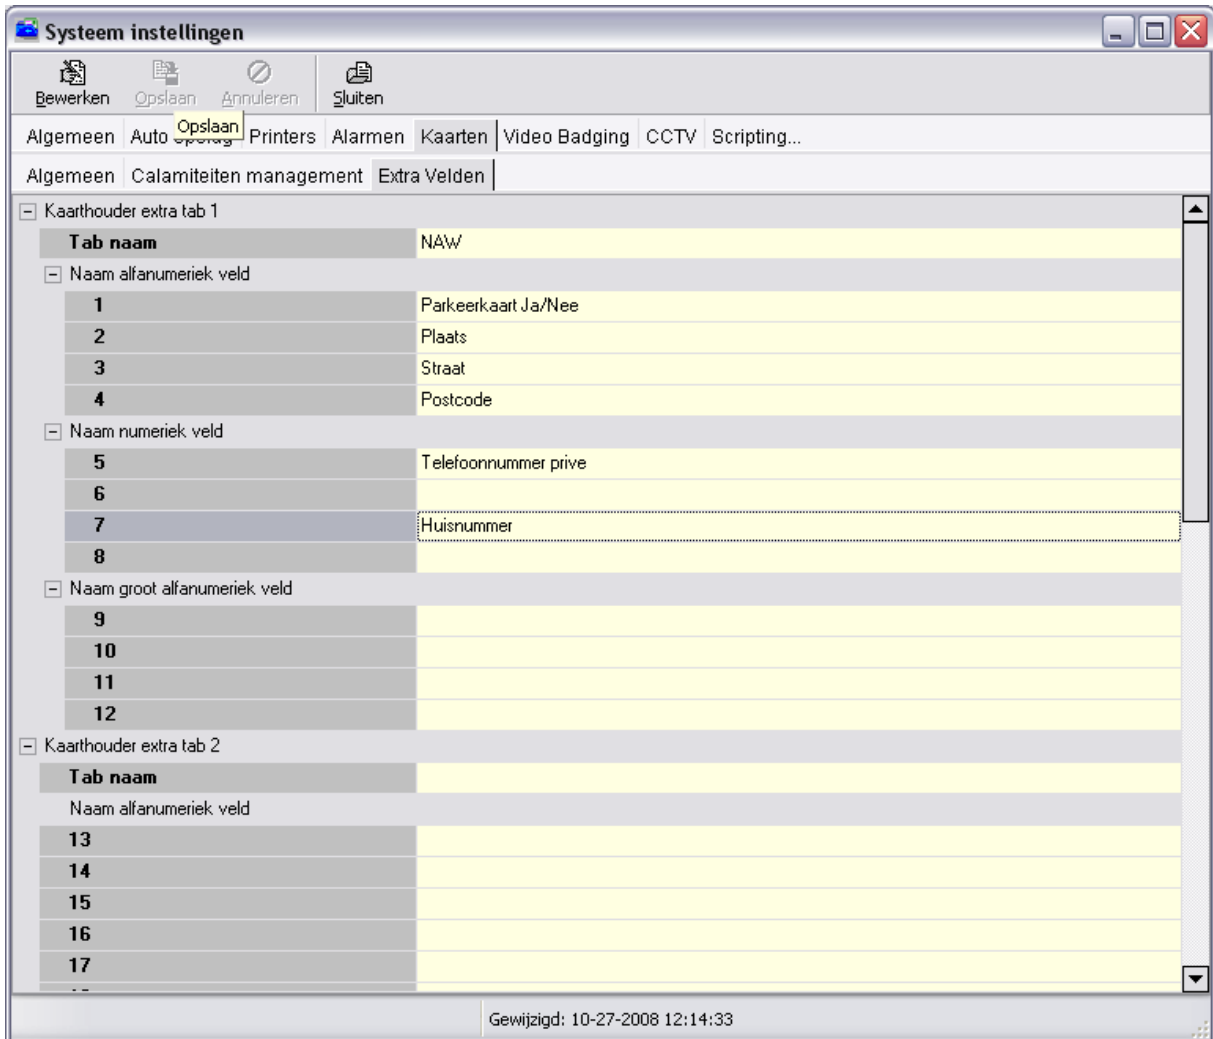 Systeem instellingen
Bewerken Opslaan Annuleren Sluiten
Opslaan
Algemeen Auto Printers Alarmen Kaarten Video Badging CCTV Scripting...
Algemeen Calamiteiten management Extra Velden
Kaarthouder extra tab 1
Tab naam NAW
Naam alfanumeriek veld
1 Parkeerkaart Ja/Nee
2 Plaats
3 Straat
4 Postcode
Naam numeriek veld
5 Telefoonnummer prive
6
7 Huisnummer
8
Naam groot alfanumeriek veld
9
10
11
12
Kaarthouder extra tab 2
Tab naam
Naam alfanumeriek veld
13
14
15
16
17
Gewijzigd: 10-27-2008 12:14:33